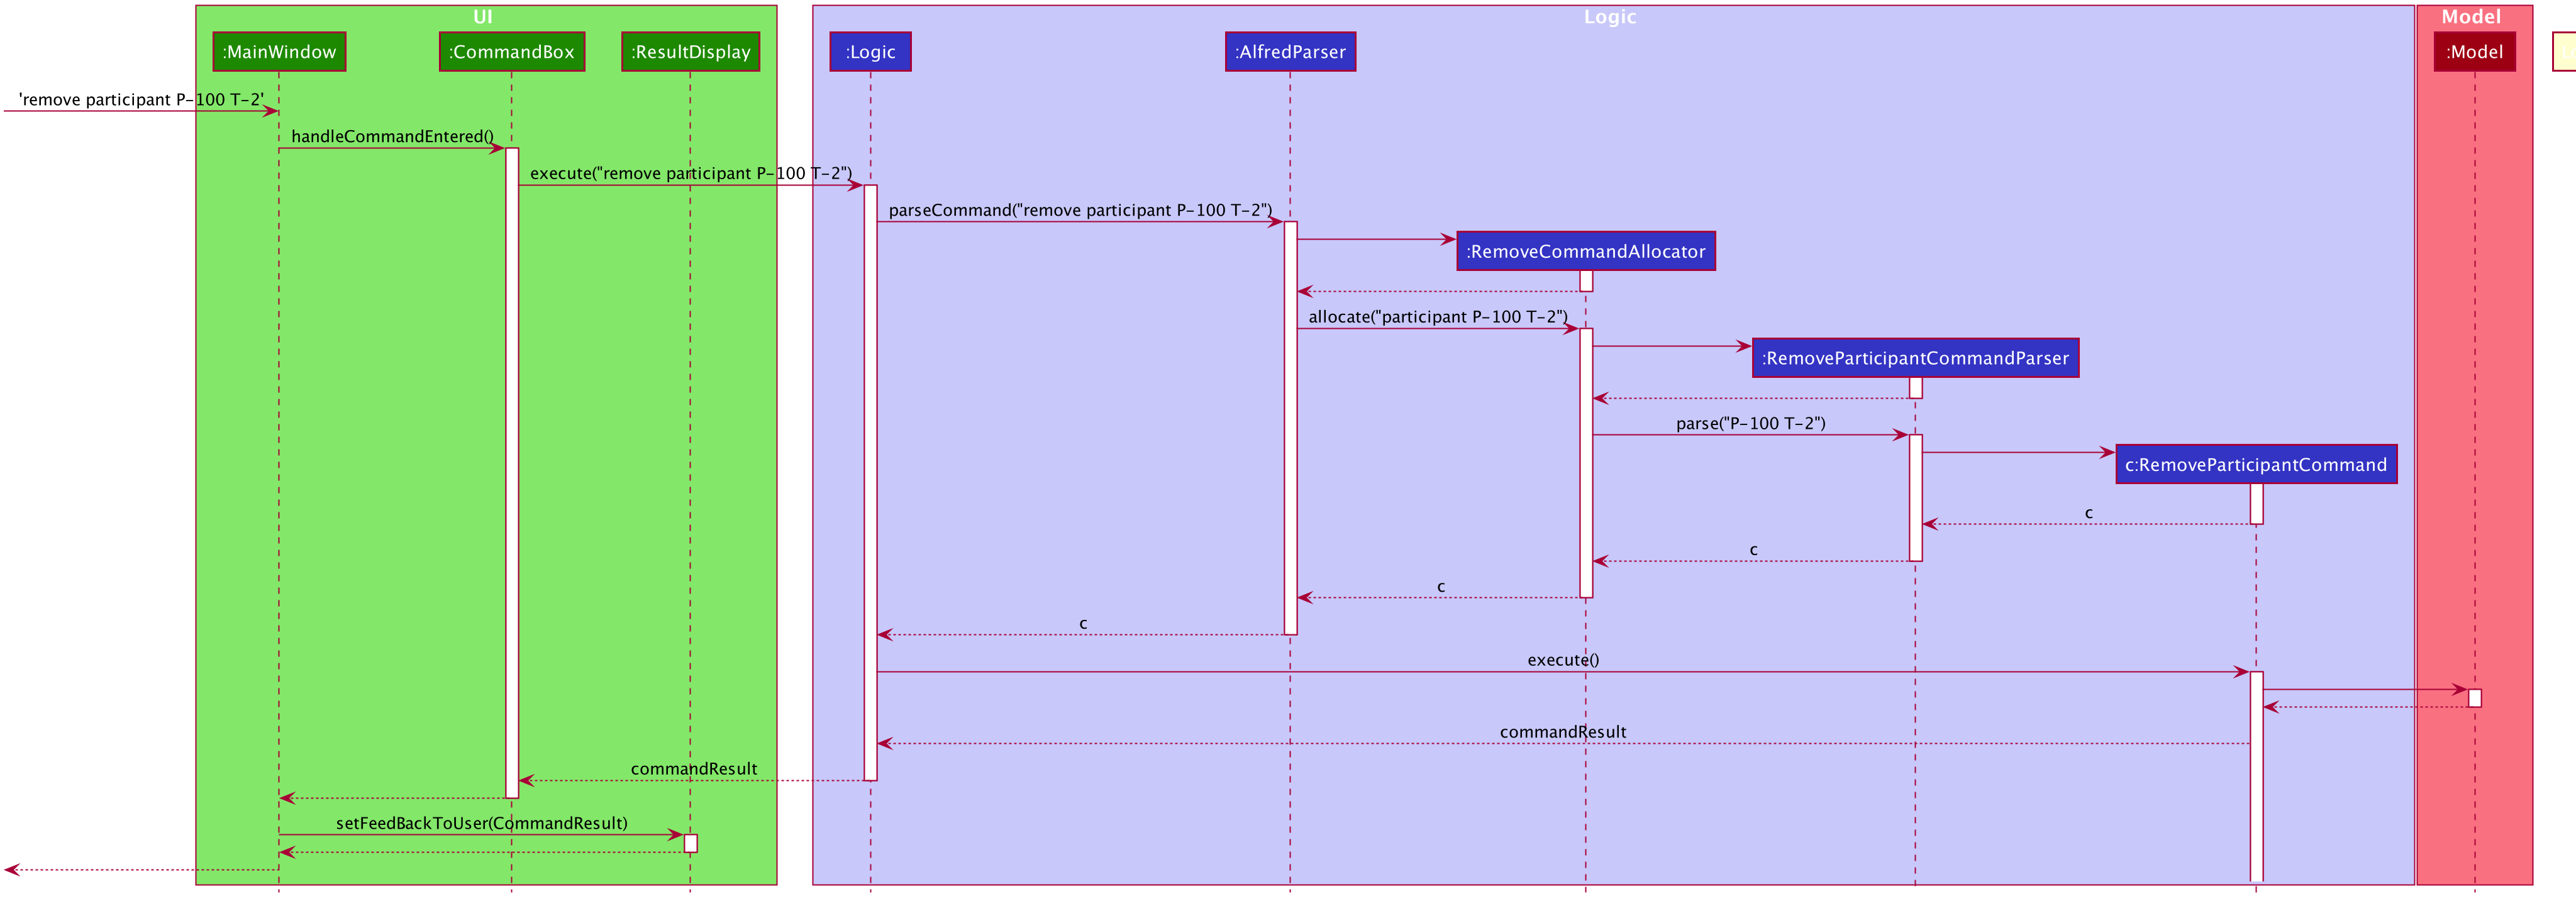 UI
Logic
Model
:MainWindow
:CommandBox
:ResultDisplay
:Logic
:AlfredParser
:Model
'remove participant P-100 T-2'
handleCommandEntered()
execute("remove participant P-100 T-2")
parseCommand("remove participant P-100 T-2")
:RemoveCommandAllocator
allocate("participant P-100 T-2")
:RemoveParticipantCommandParser
parse("P-100 T-2")
c:RemoveParticipantCommand
c
c
c
c
execute()
commandResult
commandResult
setFeedBackToUser(CommandResult)